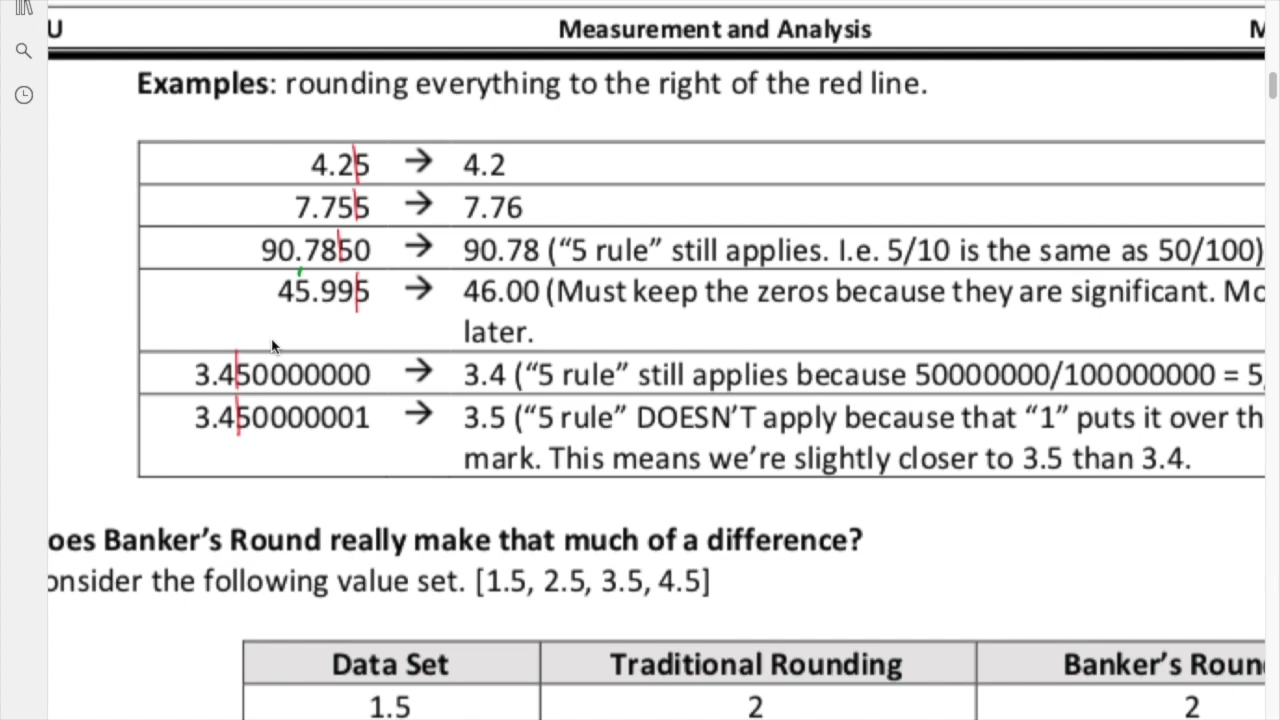 U Measurement and Analysis M
Examples: rounding everything to the right of the red line.
4.25 → 4.2
7.755 → 7.76
90.7850 → 90.78 (“5 rule” still applies. I.e. 5/10 is the same as 50/100)
45.995 → 46.00 (Must keep the zeros because they are significant. Mo
later.
3.450000000 → 3.4 (“5 rule” still applies because 50000000/100000000 = 5
3.450000001 → 3.5 (“5 rule” DOESN’T apply because that “1” puts it over th
mark. This means we’re slightly closer to 3.5 than 3.4.
oes Banker’s Round really make that much of a difference?
onsider the following value set. [1.5, 2.5, 3.5, 4.5]
Data Set Traditional Rounding Banker’s Roun
1.5 2 2